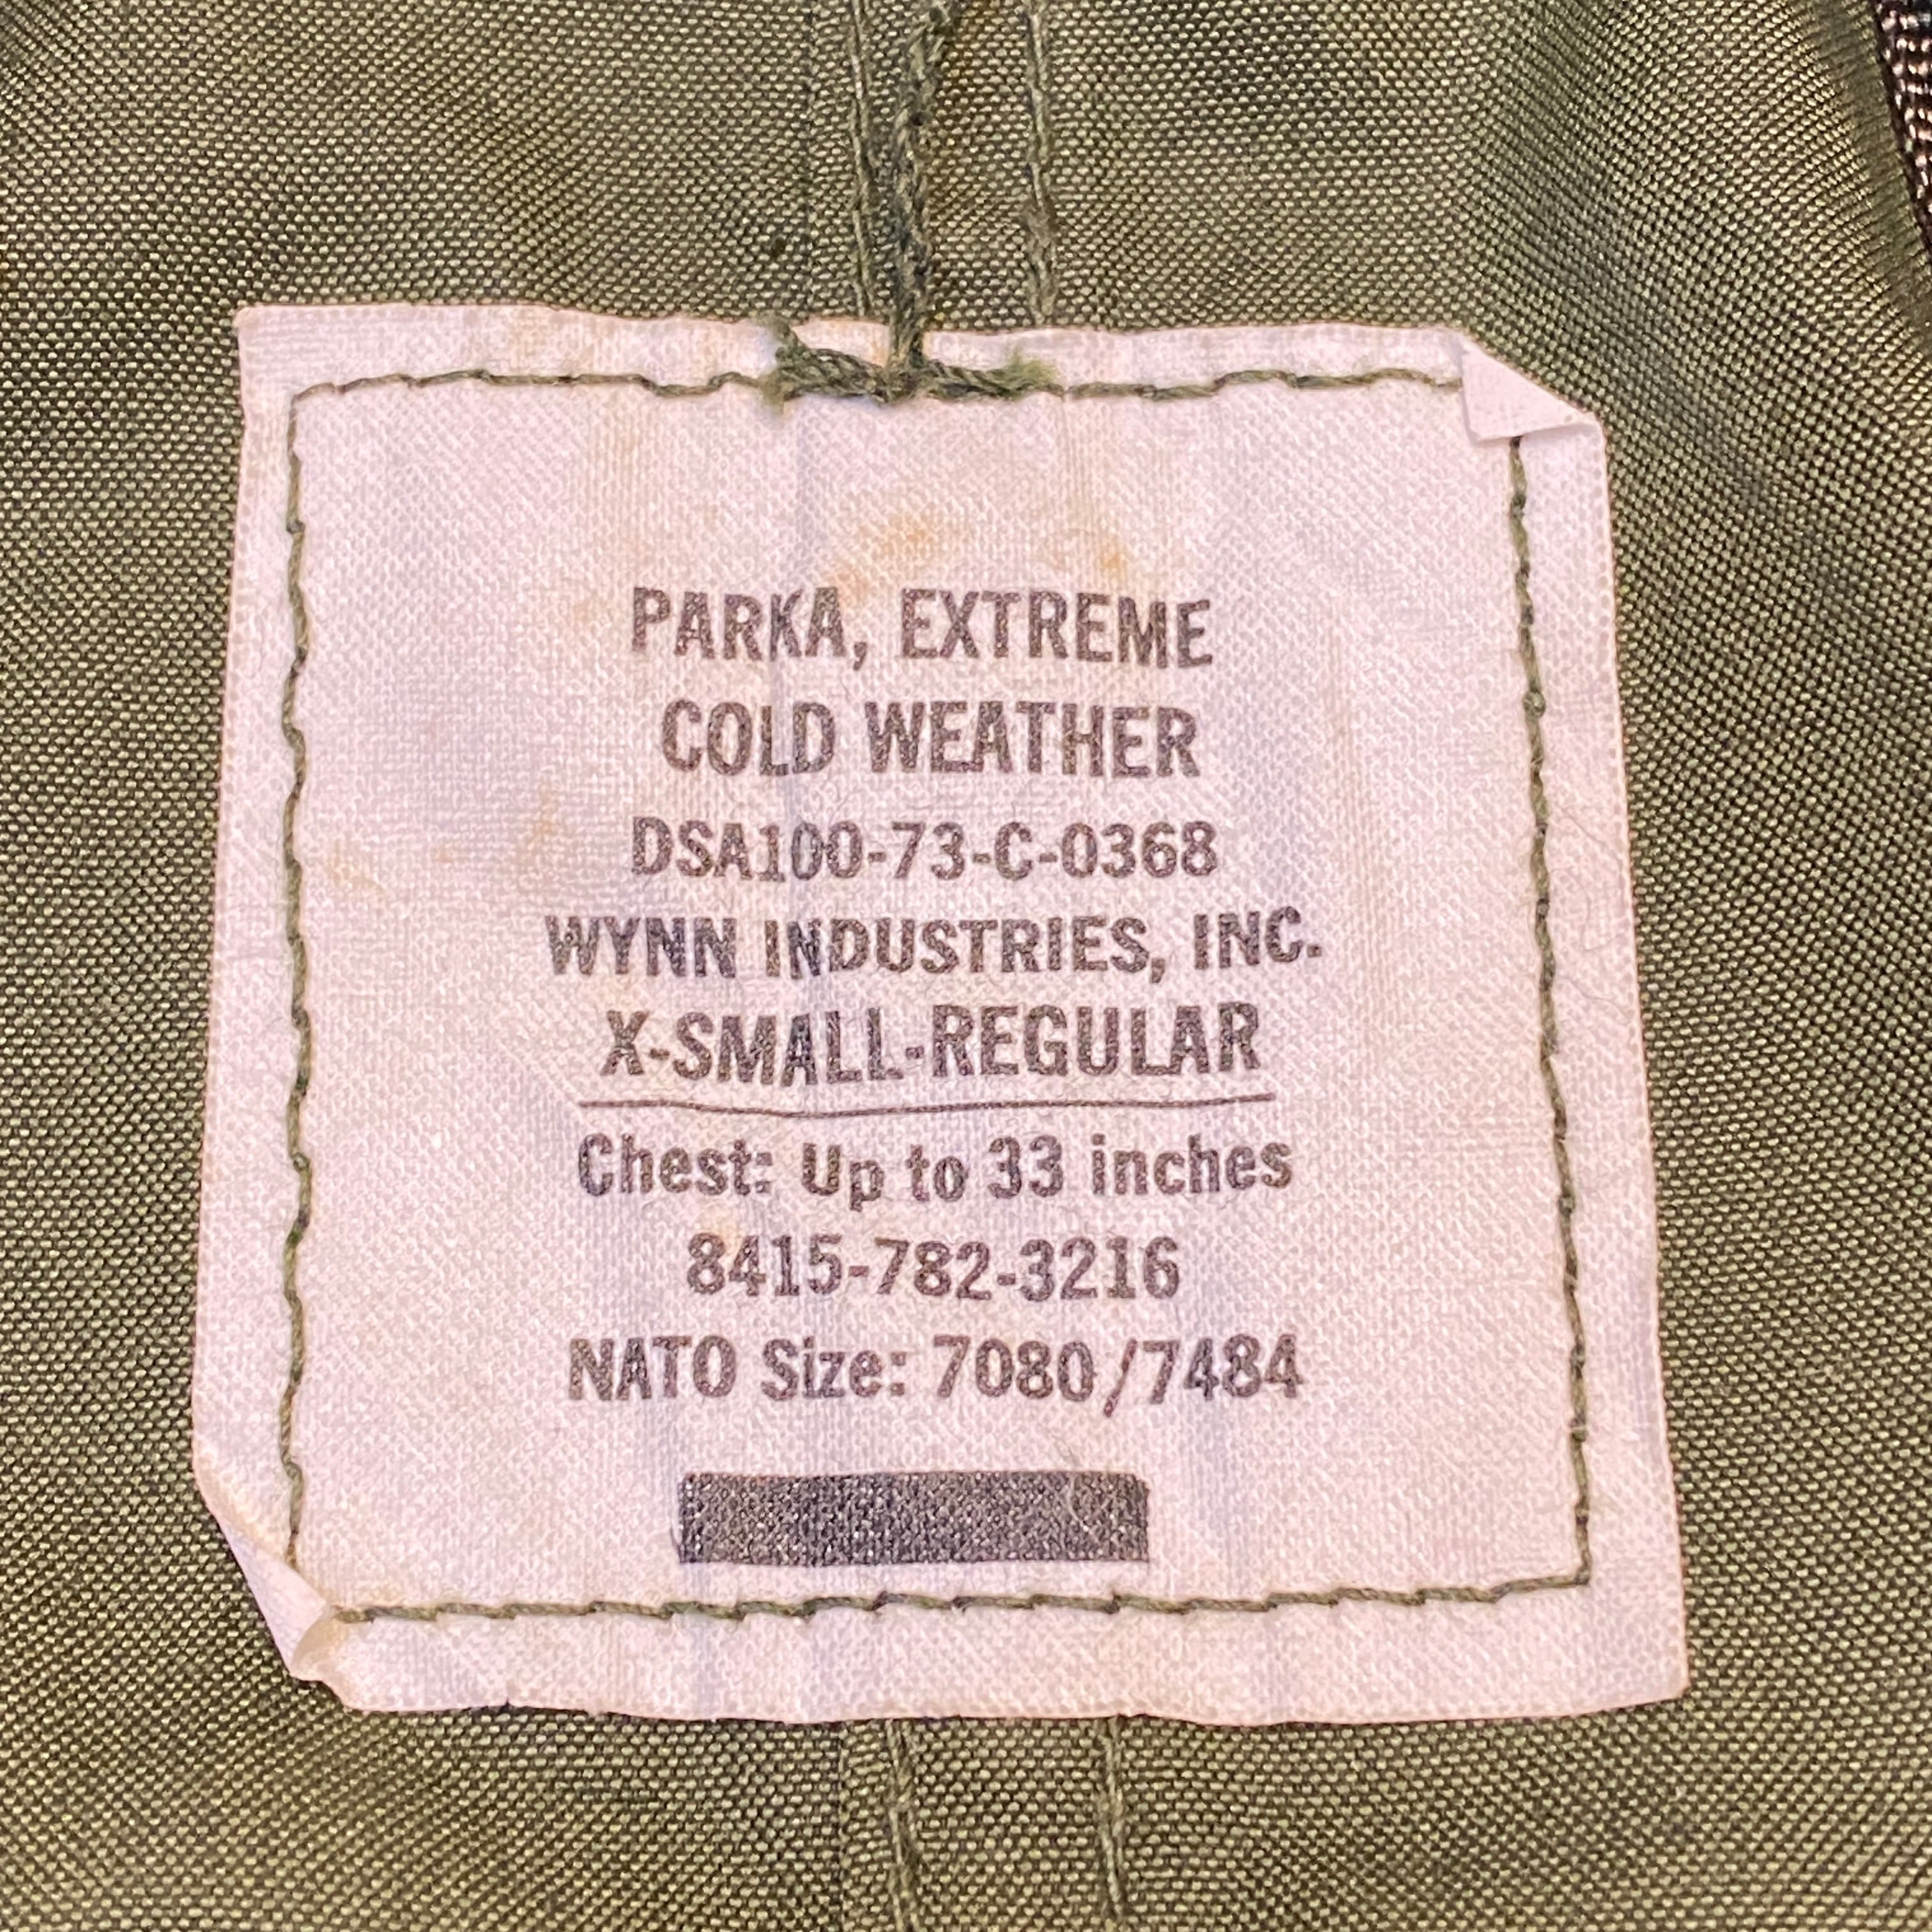 PARKA, EXTREME
COLD WEATHER
DSA100-73-C-0368
WYNN INDUSTRIES, INC.
X-SMALL-REGULAR
Chest: Up to 33 inches
8415-782-3216
NATO Size: 7080/7484